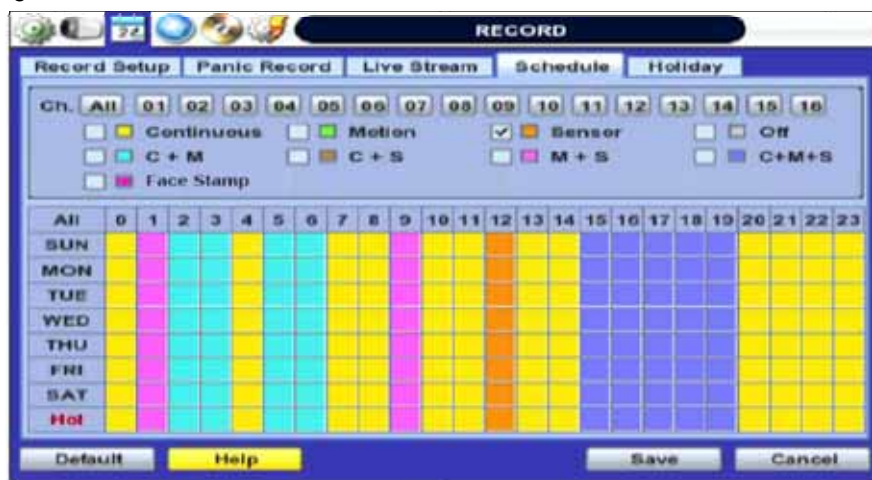 RECORD
Record Setup Panic Record Live Stream Schedule Holiday
Ch. All 01 02 03 04 05 06 07 08 09 10 11 12 13 14 15 16
Continuous Motion Sensor Off
C + M C + S M + S C+M+S
Face Stamp
All 0 1 2 3 4 5 6 7 8 9 10 11 12 13 14 15 16 17 18 19 20 21 22 23
SUN
MON
TUE
WED
THU
FRI
SAT
Hol
Default Help Save Cancel